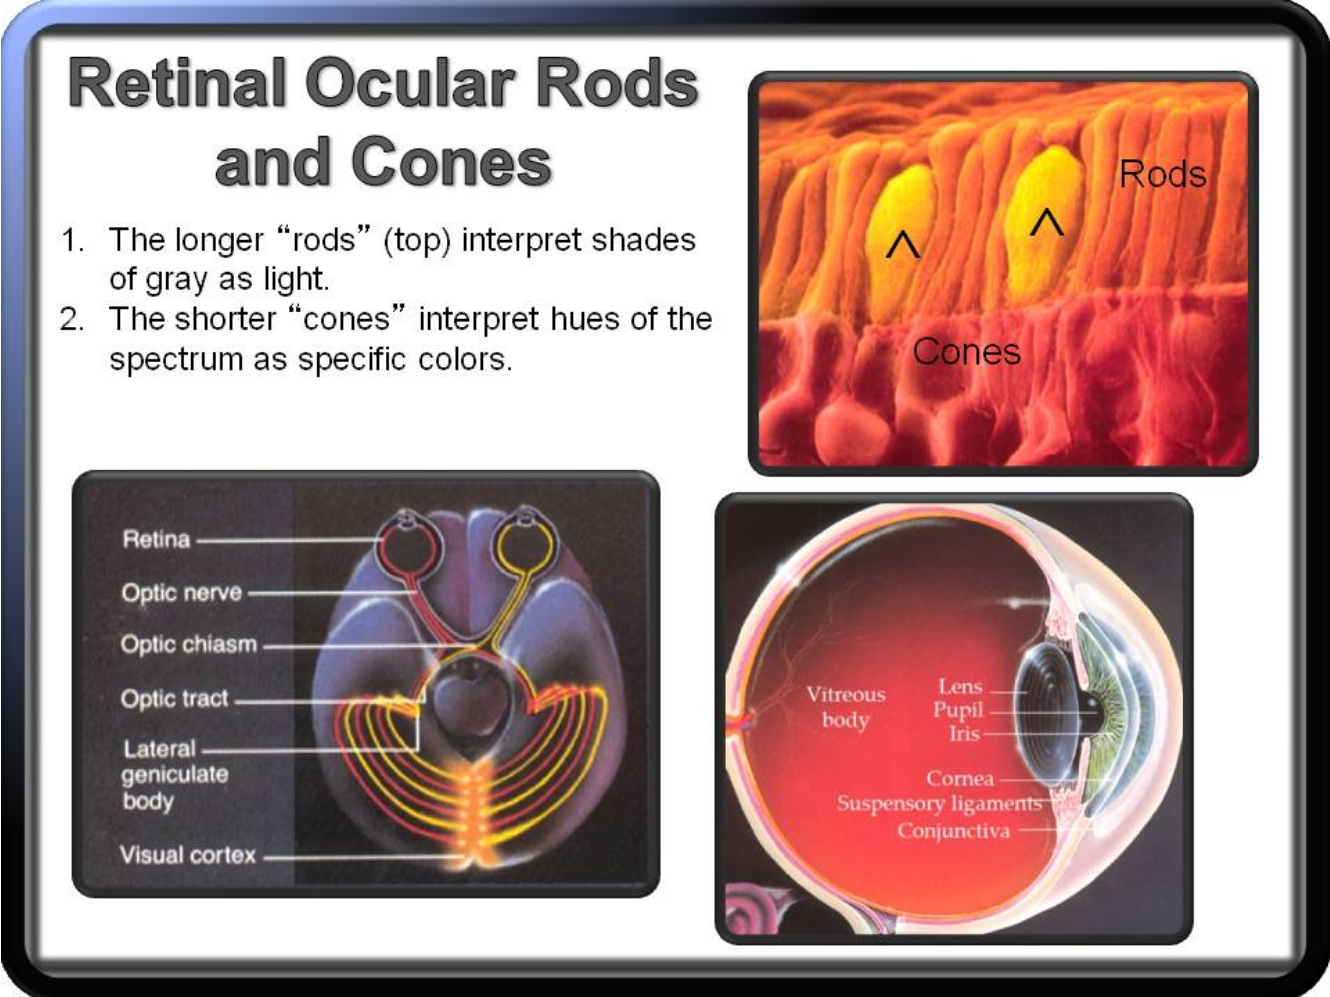 Retinal Ocular Rods
and Cones
1. The longer “rods” (top) interpret shades
of gray as light.
2. The shorter “cones” interpret hues of the
spectrum as specific colors.
Rods
^ ^
Cones
Retina
Optic nerve
Optic chiasm
Optic tract
Lateral
geniculate
body
Visual cortex
Vitreous
body
Lens
Pupil
Iris
Cornea
Suspensory ligaments
Conjunctiva